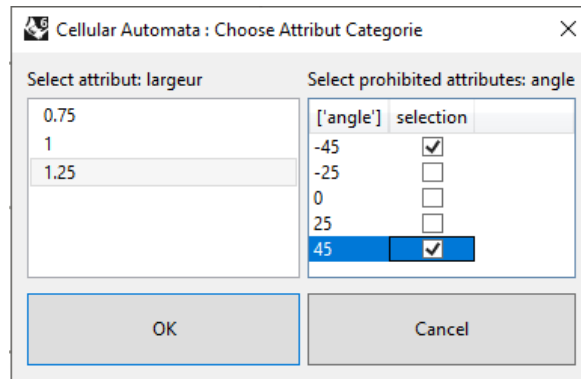 Cellular Automata : Choose Attribut Categorie
Select attribut: largeur
0.75
1
1.25
Select prohibited attributes: angle
['angle'] selection
-45
-25
0
25
45
OK
Cancel